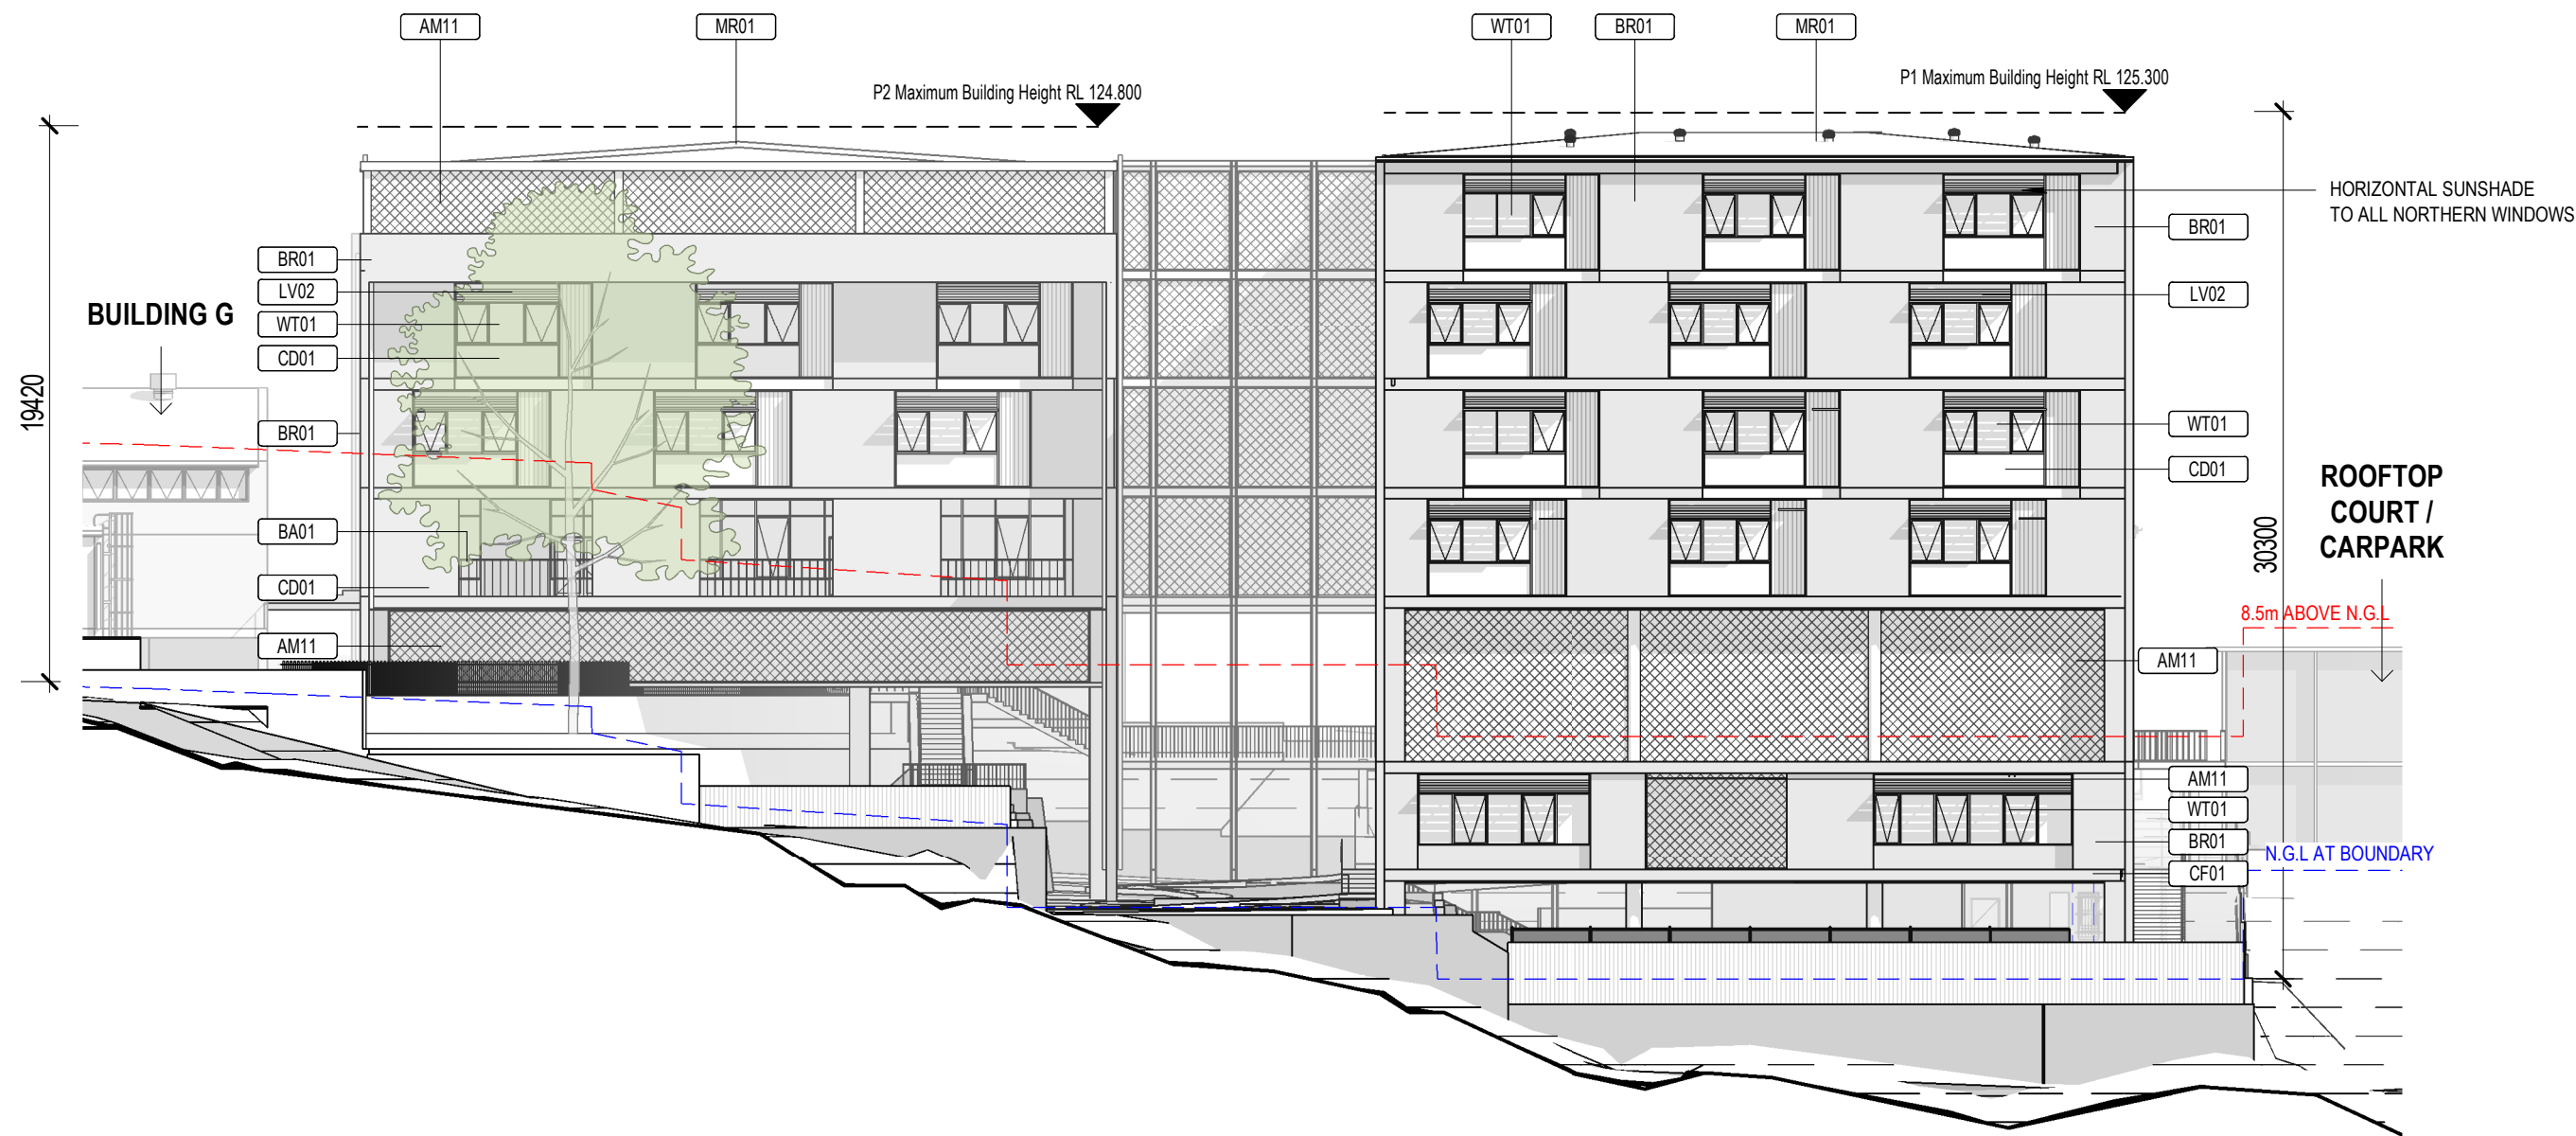 AM11
MR01
WT01
BR01
MR01
P2 Maximum Building Height RL 124.800
P1 Maximum Building Height RL 125.300
HORIZONTAL SUNSHADE
TO ALL NORTHERN WINDOWS
BUILDING G
19420
BR01
LV02
WT01
CD01
BR01
BA01
CD01
AM11
BR01
LV02
WT01
CD01
ROOFTOP
COURT /
CARPARK
30300
8.5m ABOVE N.G.L
AM11
AM11
WT01
BR01
N.G.L AT BOUNDARY
CF01